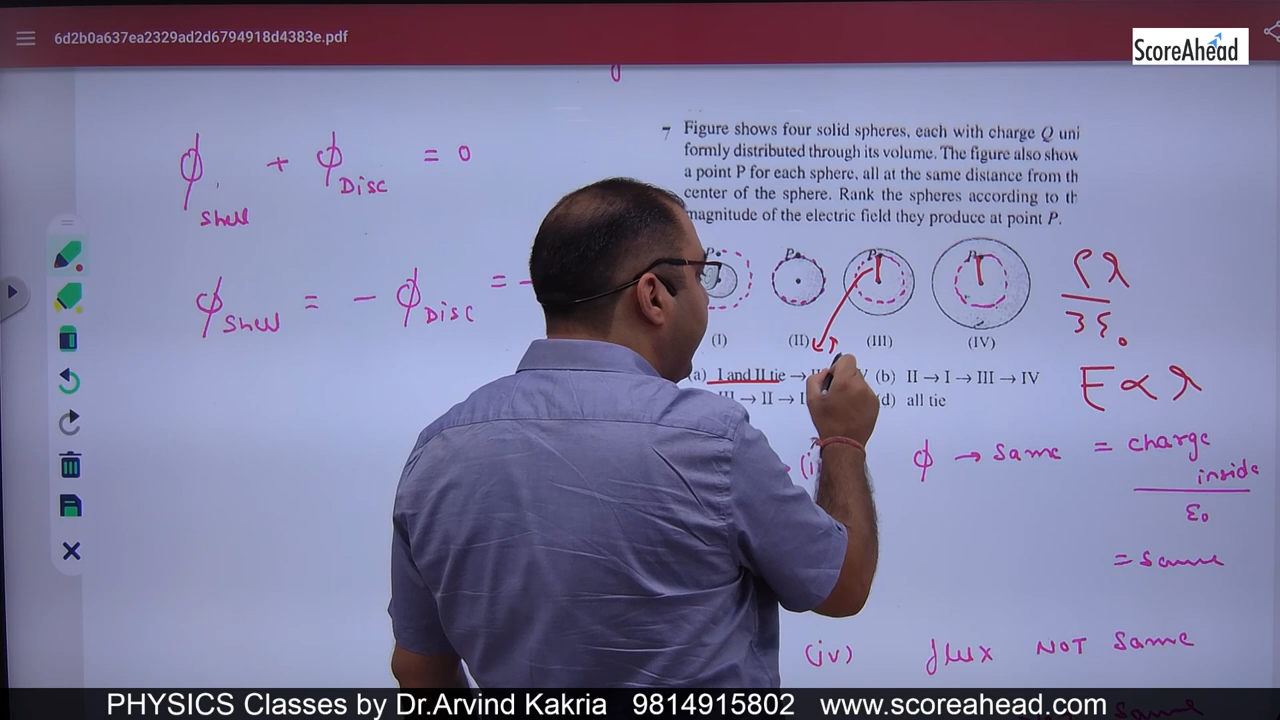 6d2b0a637ea2329ad2d6794918d4383e.pdf
ScoreAhead
ϕ Shell + ϕ Disc = 0
ϕ Shell = - ϕ Disc = -
7 Figure shows four solid spheres, each with charge Q uni
formly distributed through its volume. The figure also show
a point P for each sphere, all at the same distance from th
center of the sphere. Rank the spheres according to th
magnitude of the electric field they produce at point P.
P P P P
(I) (II) (III) (IV)
ρr
3ε₀
(a) I and II tie → (b) II → I → III → IV
III → II → I (d) all tie
E ∝ r
ϕ → same = charge inside
ε₀
= same
(iv) flux NOT same
PHYSICS Classes by Dr.Arvind Kakria 9814915802 www.scoreahead.com